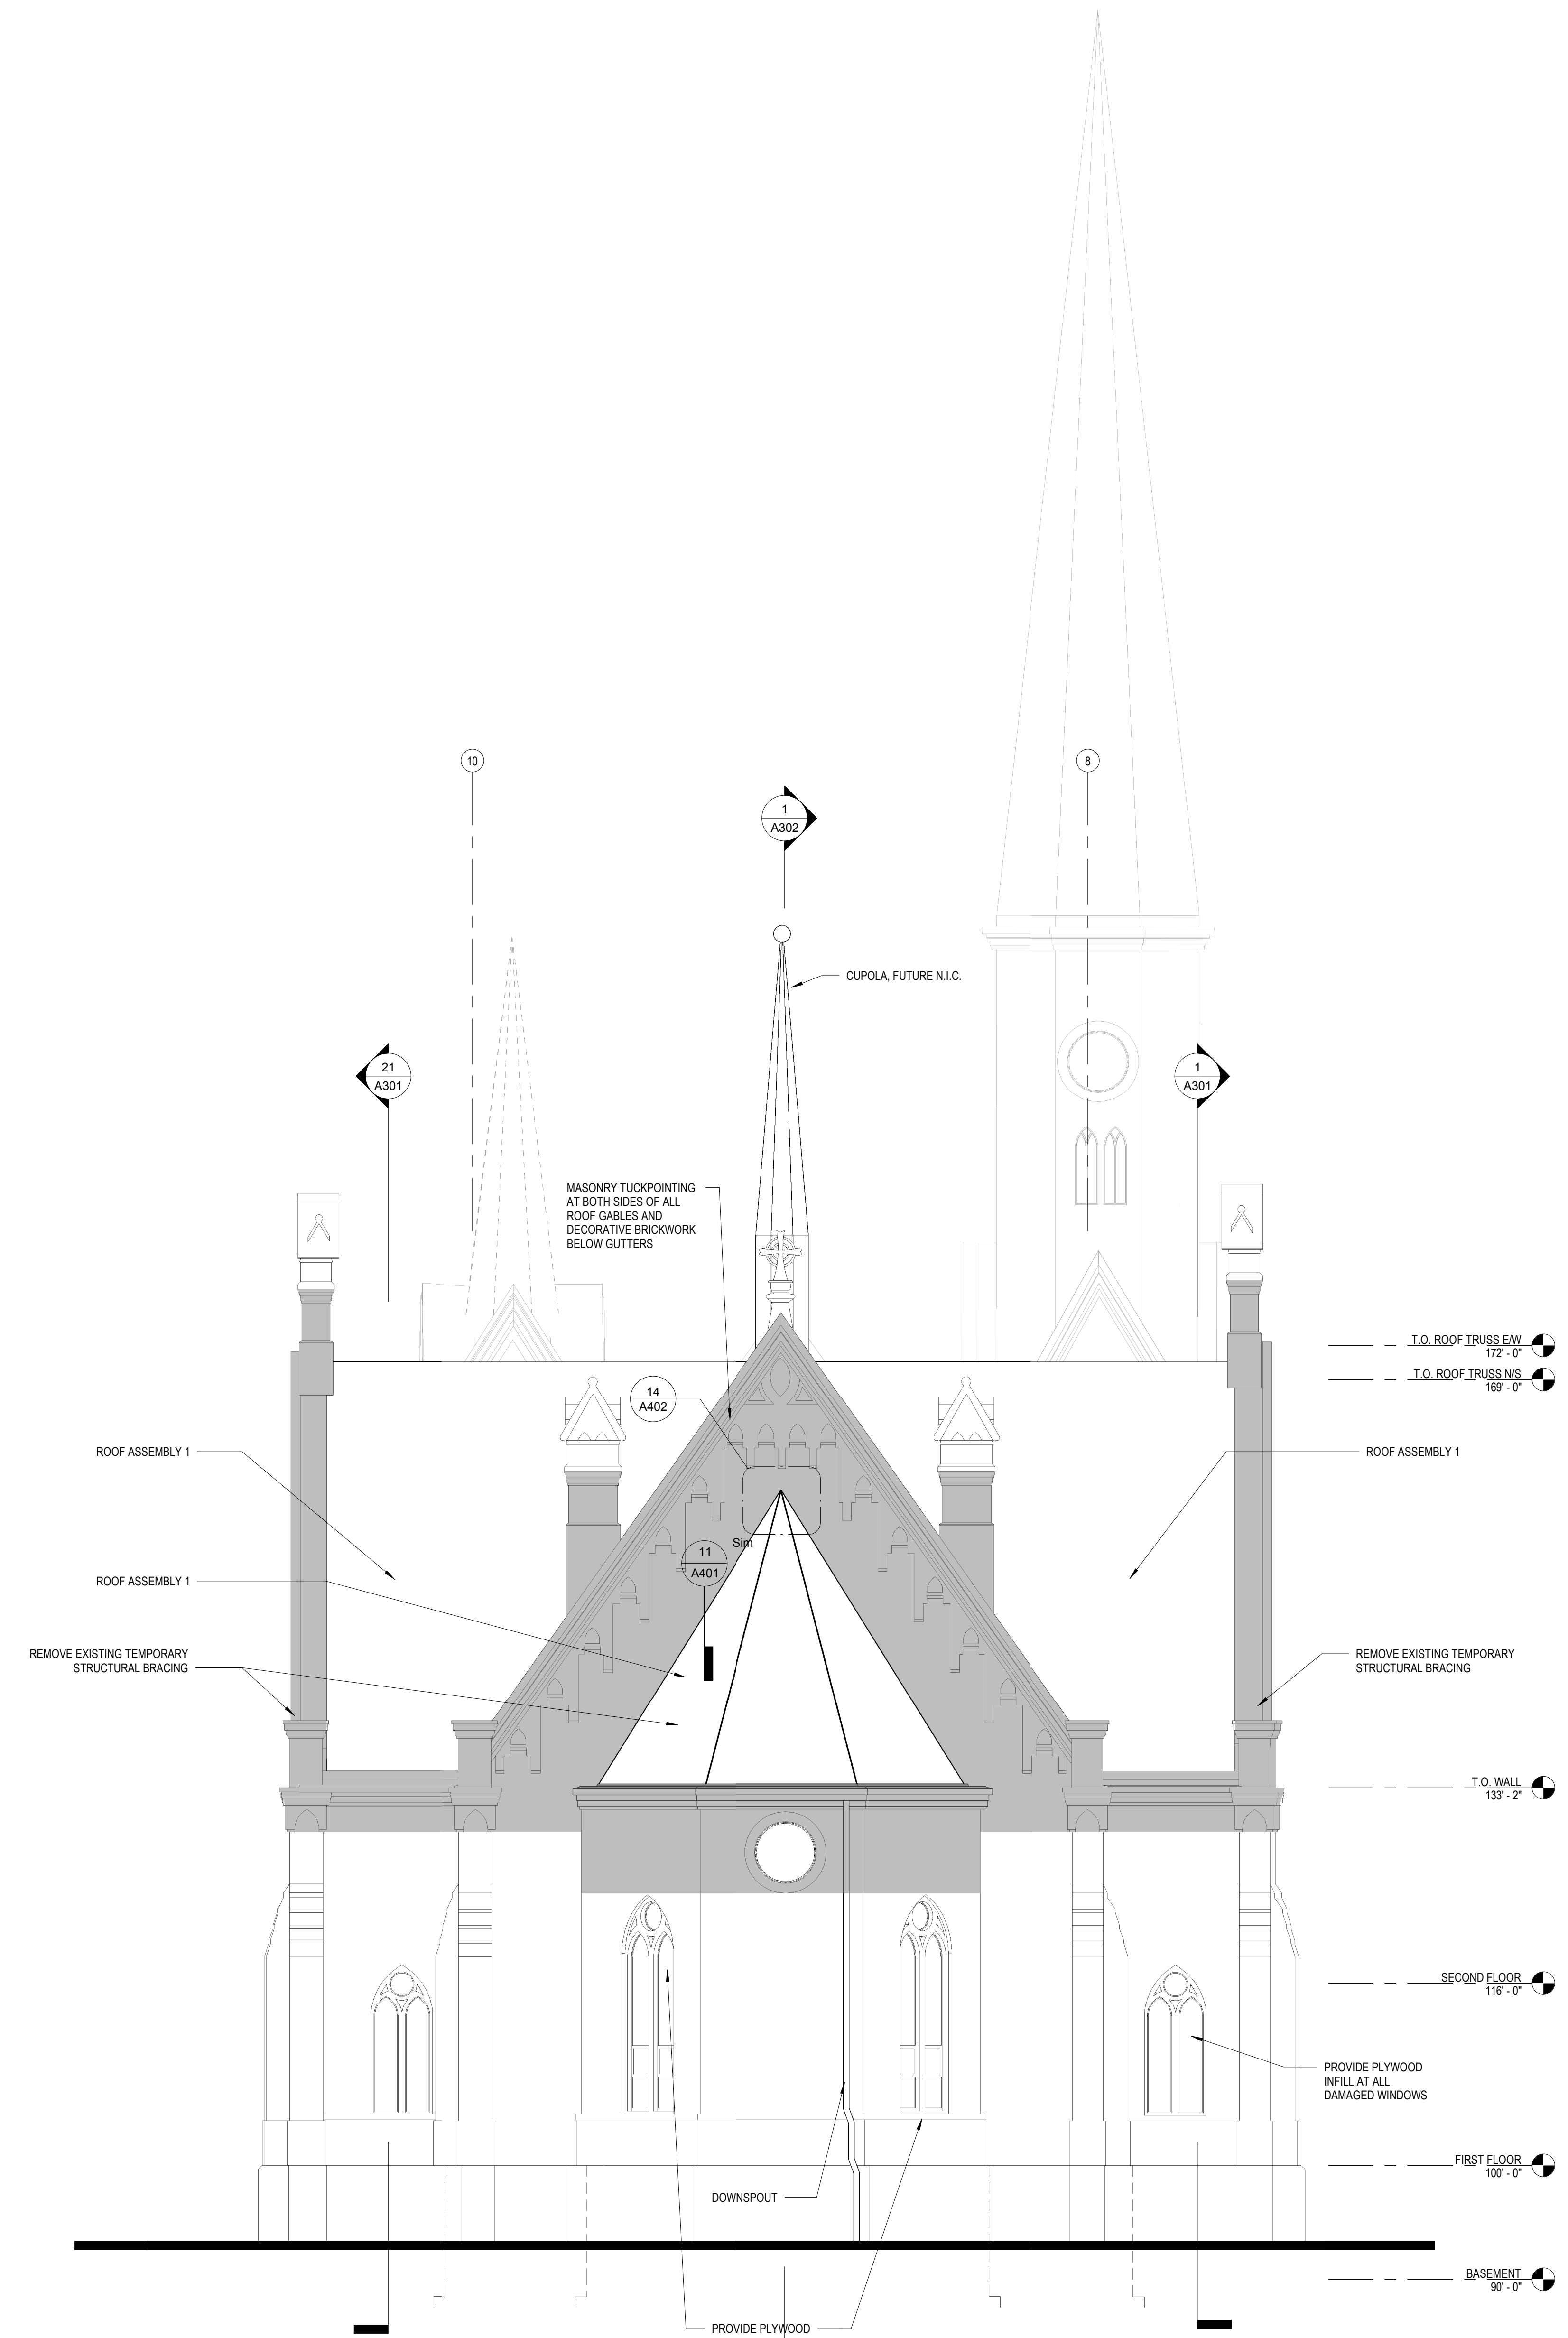 10
8
1
A302
CUPOLA, FUTURE N.I.C.
21
A301
1
A301
MASONRY TUCKPOINTING
AT BOTH SIDES OF ALL
ROOF GABLES AND
DECORATIVE BRICKWORK
BELOW GUTTERS
T.O. ROOF TRUSS E/W
172' - 0"
T.O. ROOF TRUSS N/S
169' - 0"
14
A402
ROOF ASSEMBLY 1
ROOF ASSEMBLY 1
Sim
11
A401
ROOF ASSEMBLY 1
REMOVE EXISTING TEMPORARY
STRUCTURAL BRACING
REMOVE EXISTING TEMPORARY
STRUCTURAL BRACING
T.O. WALL
133' - 2"
SECOND FLOOR
116' - 0"
PROVIDE PLYWOOD
INFILL AT ALL
DAMAGED WINDOWS
FIRST FLOOR
100' - 0"
DOWNSPOUT
BASEMENT
90' - 0"
PROVIDE PLYWOOD